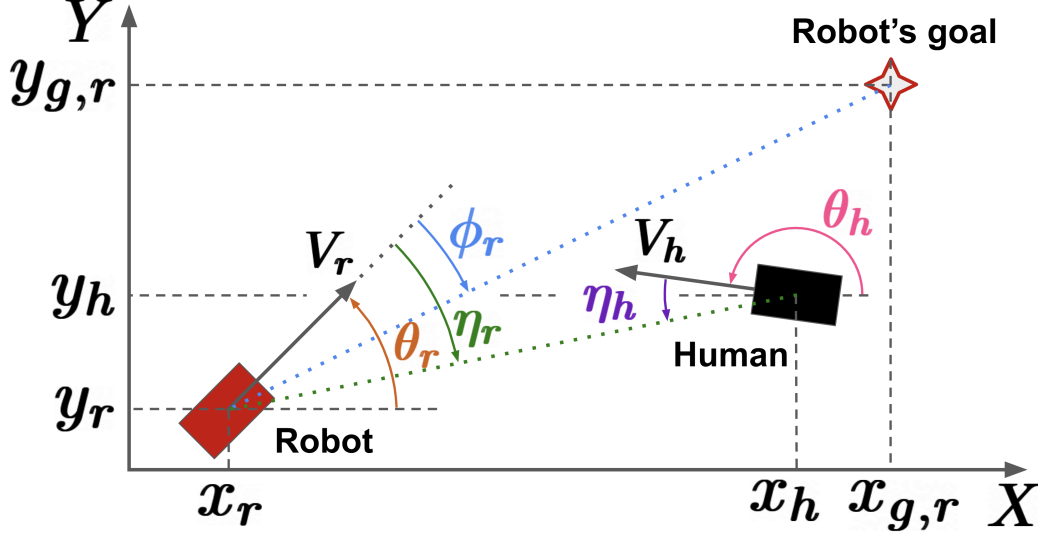 Y
Robot's goal
y_{g,r}
ϕ_r
θ_h
V_r
V_h
y_h
η_h
η_r
θ_r
Human
y_r
Robot
x_r
x_h
x_{g,r}
X